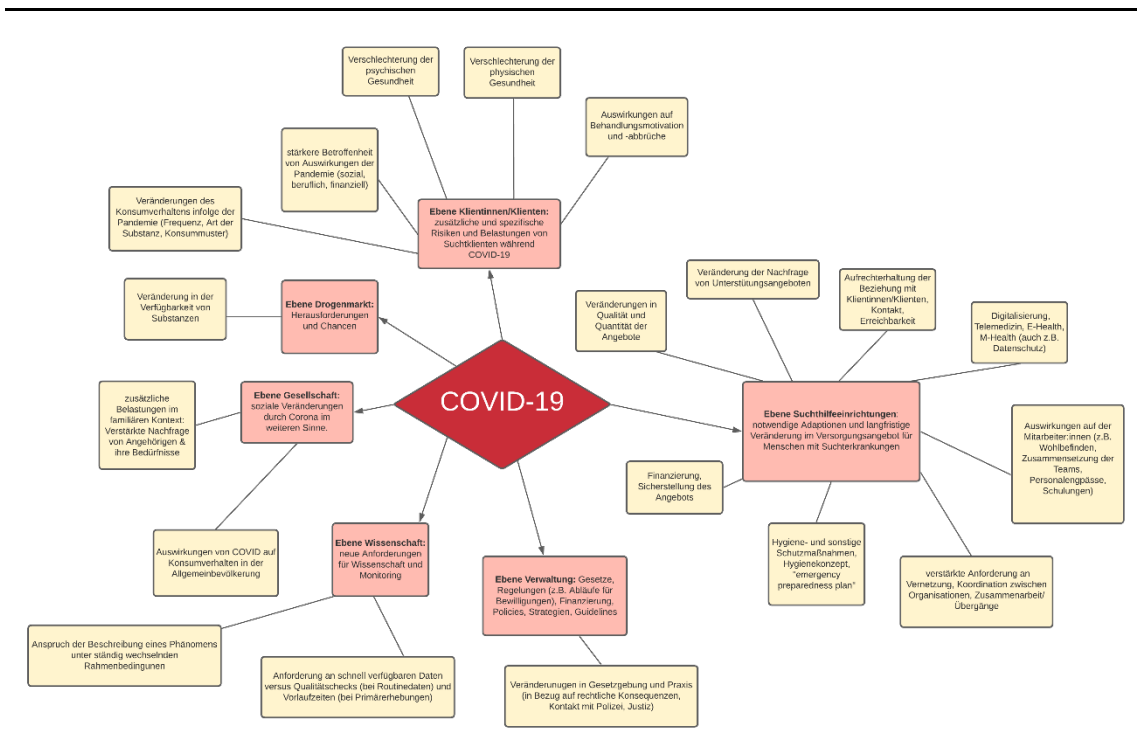 Verschlechterung der
psychischen
Gesundheit
Verschlechterung der
physischen
Gesundheit
Auswirkungen auf
Behandlungsmotivation
und -abbrüche
stärkere Betroffenheit
von Auswirkungen der
Pandemie (sozial,
beruflich, finanziell)
Veränderungen des
Konsumverhaltens infolge der
Pandemie (Frequenz, Art der
Substanz, Konsummuster)
Ebene Klientinnen/Klienten:
zusätzliche und spezifische
Risiken und Belastungen von
Suchtklienten während
COVID-19
Veränderung in der
Verfügbarkeit von
Substanzen
Ebene Drogenmarkt:
Herausforderungen
und Chancen
Veränderungen in
Qualität und
Quantität der
Angebote
Veränderung der Nachfrage
von Unterstütungsangeboten
Aufrechterhaltung der
Beziehung mit
Klientinnen/Klienten,
Kontakt,
Erreichbarkeit
Digitalisierung,
Telemedizin, E-Health,
M-Health (auch z.B.
Datenschutz)
zusätzliche
Belastungen im
familiären Kontext:
Verstärkte Nachfrage
von Angehörigen &
ihre Bedürfnisse
Ebene Gesellschaft:
soziale Veränderungen
durch Corona im
weiteren Sinne.
COVID-19
Ebene Suchthilfeeinrichtungen:
notwendige Adaptionen und langfristige
Veränderung im Versorgungsangebot für
Menschen mit Suchterkrankungen
Auswirkungen auf der
Mitarbeiter:innen (z.B.
Wohlbefinden,
Zusammensetzung der
Teams,
Personalengpässe,
Schulungen)
Finanzierung,
Sicherstellung des
Angebots
Hygiene- und sonstige
Schutzmaßnahmen,
Hygienekonzept,
"emergency
preparedness plan"
verstärkte Anforderung an
Vernetzung, Koordination zwischen
Organisationen, Zusammenarbeit/
Übergänge
Auswirkungen von COVID auf
Konsumverhalten in der
Allgemeinbevölkerung
Ebene Wissenschaft:
neue Anforderungen
für Wissenschaft und
Monitoring
Ebene Verwaltung: Gesetze,
Regelungen (z.B. Abläufe für
Bewilligungen), Finanzierung,
Policies, Strategien, Guidelines
Anspruch der Beschreibung eines Phänomens
unter ständig wechselnden
Rahmenbedingunen
Anforderung an schnell verfügbaren Daten
versus Qualitätschecks (bei Routinedaten) und
Vorlaufzeiten (bei Primärerhebungen)
Veränderunugen in Gesetzgebung und Praxis
(in Bezug auf rechtliche Konsequenzen,
Kontakt mit Polizei, Justiz)